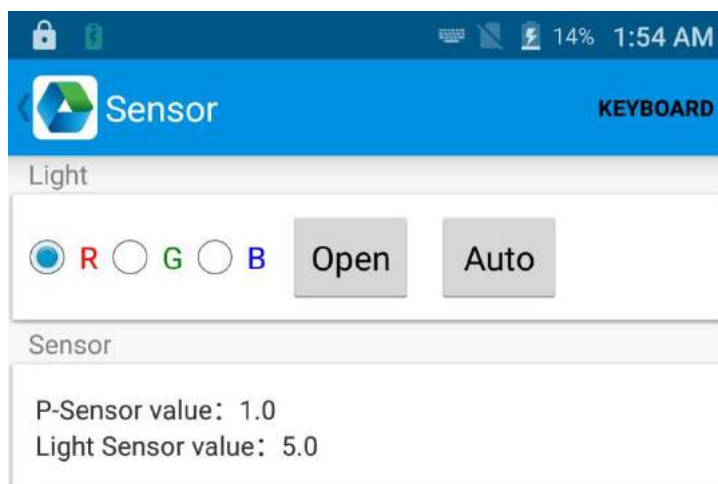 14% 1:54 AM
Sensor KEYBOARD
Light
R G B Open Auto
Sensor
P-Sensor value：1.0
Light Sensor value：5.0